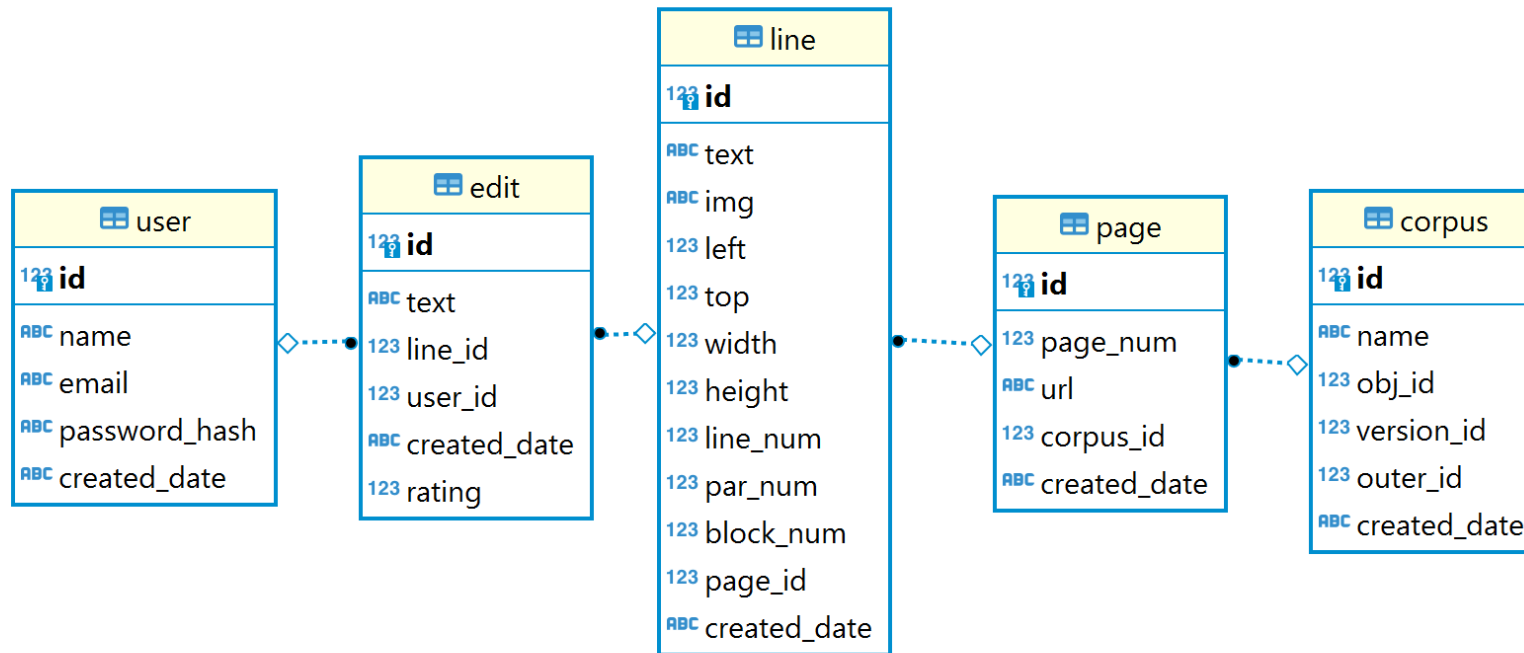 user
123 id
ABC name
ABC email
ABC password_hash
ABC created_date
edit
123 id
ABC text
123 line_id
123 user_id
ABC created_date
123 rating
line
123 id
ABC text
ABC img
123 left
123 top
123 width
123 height
123 line_num
123 par_num
123 block_num
123 page_id
ABC created_date
page
123 id
123 page_num
ABC url
123 corpus_id
ABC created_date
corpus
123 id
ABC name
123 obj_id
123 version_id
123 outer_id
ABC created_date